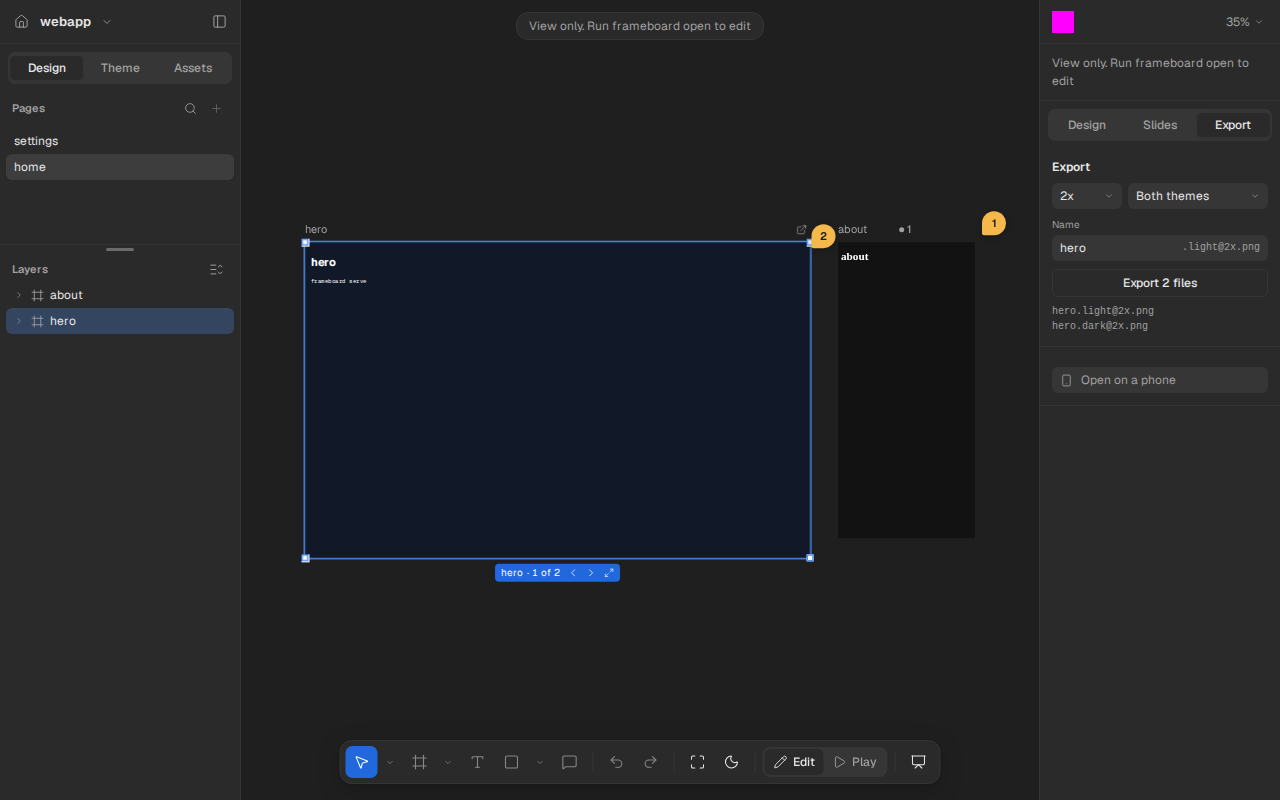 webapp
View only. Run frameboard open to edit
35%
Design
Theme
Assets
View only. Run frameboard open to
edit
Pages
Design
Slides
Export
settings
home
Export
2x
Both themes
Name
hero
.light@2x.png
Export 2 files
hero.light@2x.png
hero.dark@2x.png
Open on a phone
Layers
about
hero
hero
2
about
1
1
hero
frameboard serve
about
hero · 1 of 2
Edit
Play